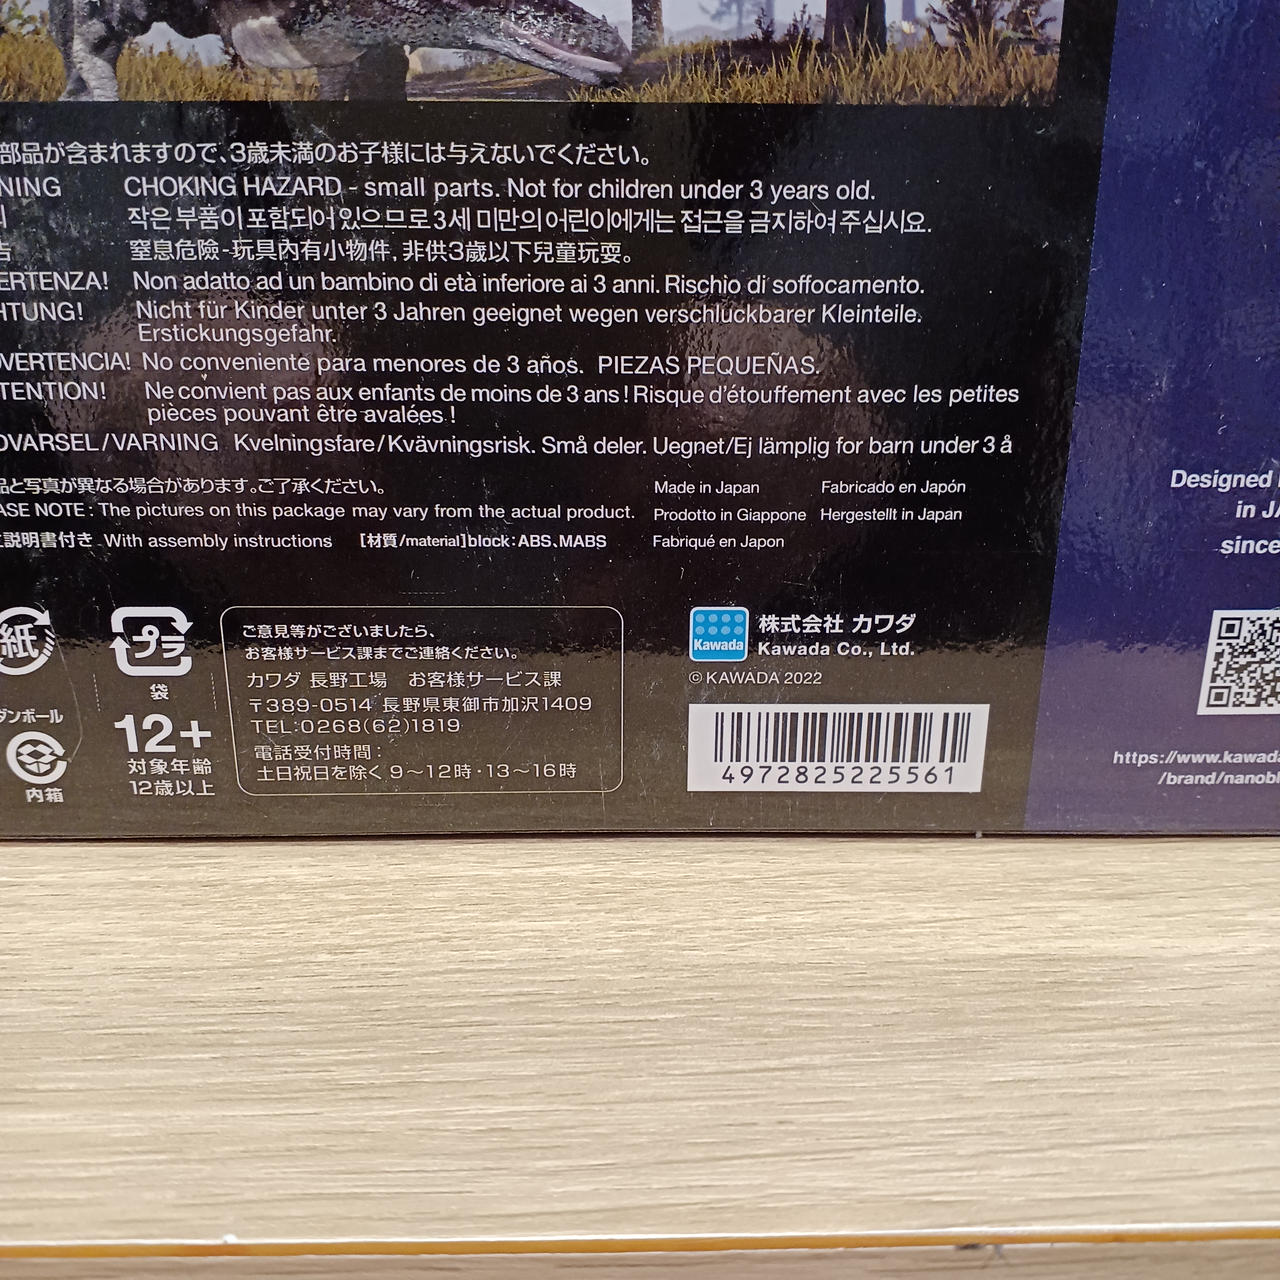 部品が含まれますので、3歳未満のお子様には与えないでください。
NING CHOKING HAZARD - small parts. Not for children under 3 years old.
작은 부품이 포함되어 있으므로 3세 미만의 어린이에게는 접근을 금지하여 주십시요.
告 窒息危險-玩具內有小物件, 非供3歲以下兒童玩耍。
ERTENZA! Non adatto ad un bambino di età inferiore ai 3 anni. Rischio di soffocamento.
HTUNG! Nicht für Kinder unter 3 Jahren geeignet wegen verschluckbarer Kleinteile.
Erstickungsgefahr.
OVERTENCIA! No conveniente para menores de 3 años. PIEZAS PEQUEÑAS.
TENTION! Ne convient pas aux enfants de moins de 3 ans ! Risque d'étouffement avec les petites
pièces pouvant être avalées !
OVARSEL/VARNING Kvelningsfare/Kvävningsrisk. Små deler. Uegnet/Ej lämplig for barn under 3 å
品と写真が異なる場合があります。ご了承ください。
ASE NOTE : The pictures on this package may vary from the actual product.
説明書付き With assembly instructions 【材質/material】block：ABS、MABS
Made in Japan Fabricado en Japón
Prodotto in Giappone Hergestellt in Japan
Fabriqué en Japon
紙
プラ
袋
ダンボール
内箱
12+
対象年齢
12歳以上
ご意見等がございましたら、
お客様サービス課までご連絡ください。
カワダ 長野工場 お客様サービス課
〒389-0514 長野県東御市加沢1409
TEL:0268(62)1819
電話受付時間：
土日祝日を除く 9〜12時・13〜16時
Kawada
株式会社 カワダ
Kawada Co., Ltd.
© KAWADA 2022
4972825225561
Designed
in JA
since
https://www.kawada
/brand/nanobl